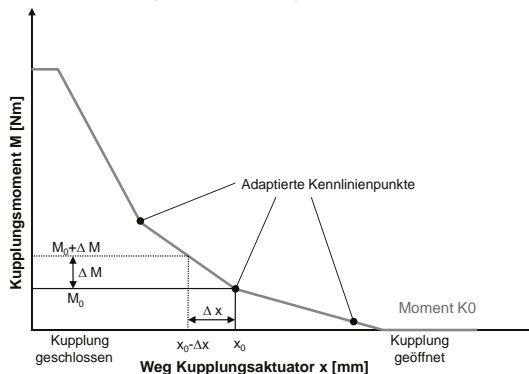 Kupplungsmoment M [Nm]
Adaptierte Kennlinienpunkte
M₀+Δ M
Δ M
M₀
Δ x
Moment K0
Kupplung geschlossen
x₀-Δx
x₀
Kupplung geöffnet
Weg Kupplungsaktuator x [mm]